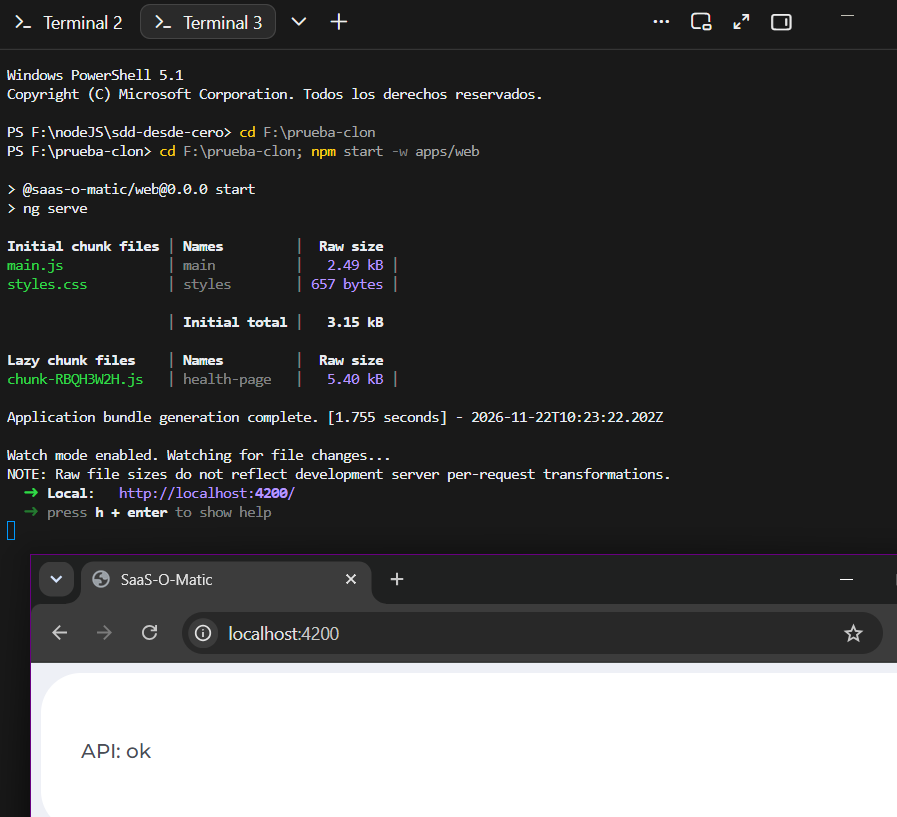 Terminal 2 Terminal 3
Windows PowerShell 5.1
Copyright (C) Microsoft Corporation. Todos los derechos reservados.
PS F:\nodeJS\sdd-desde-cero> cd F:\prueba-clon
PS F:\prueba-clon> cd F:\prueba-clon; npm start -w apps/web
> @saas-o-matic/web@0.0.0 start
> ng serve
Initial chunk files | Names | Raw size
main.js | main | 2.49 kB |
styles.css | styles | 657 bytes |
| Initial total | 3.15 kB
Lazy chunk files | Names | Raw size
chunk-RBQH3W2H.js | health-page | 5.40 kB |
Application bundle generation complete. [1.755 seconds] - 2026-11-22T10:23:22.202Z
Watch mode enabled. Watching for file changes...
NOTE: Raw file sizes do not reflect development server per-request transformations.
➜ Local: http://localhost:4200/
➜ press h + enter to show help
SaaS-O-Matic
localhost:4200
API: ok